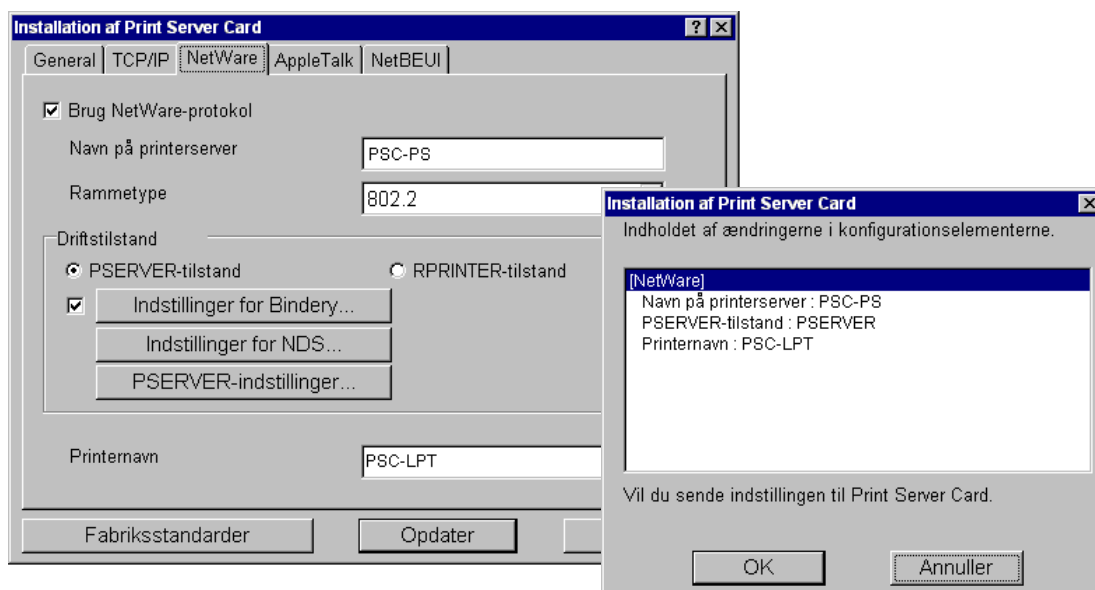 Installation af Print Server Card
General TCP/IP NetWare AppleTalk NetBEUI
Brug NetWare-protokol
Navn på printerserver PSC-PS
Rammetype 802.2
Driftstilstand
PSERVER-tilstand RPRINTER-tilstand
Indstillinger for Bindery...
Indstillinger for NDS...
PSERVER-indstillinger...
Printernavn PSC-LPT
Fabriksstandarder Opdater
Installation af Print Server Card
Indholdet af ændringerne i konfigurationselementerne.
[NetWare]
Navn på printerserver : PSC-PS
PSERVER-tilstand : PSERVER
Printernavn : PSC-LPT
Vil du sende indstillingen til Print Server Card.
OK Annuller